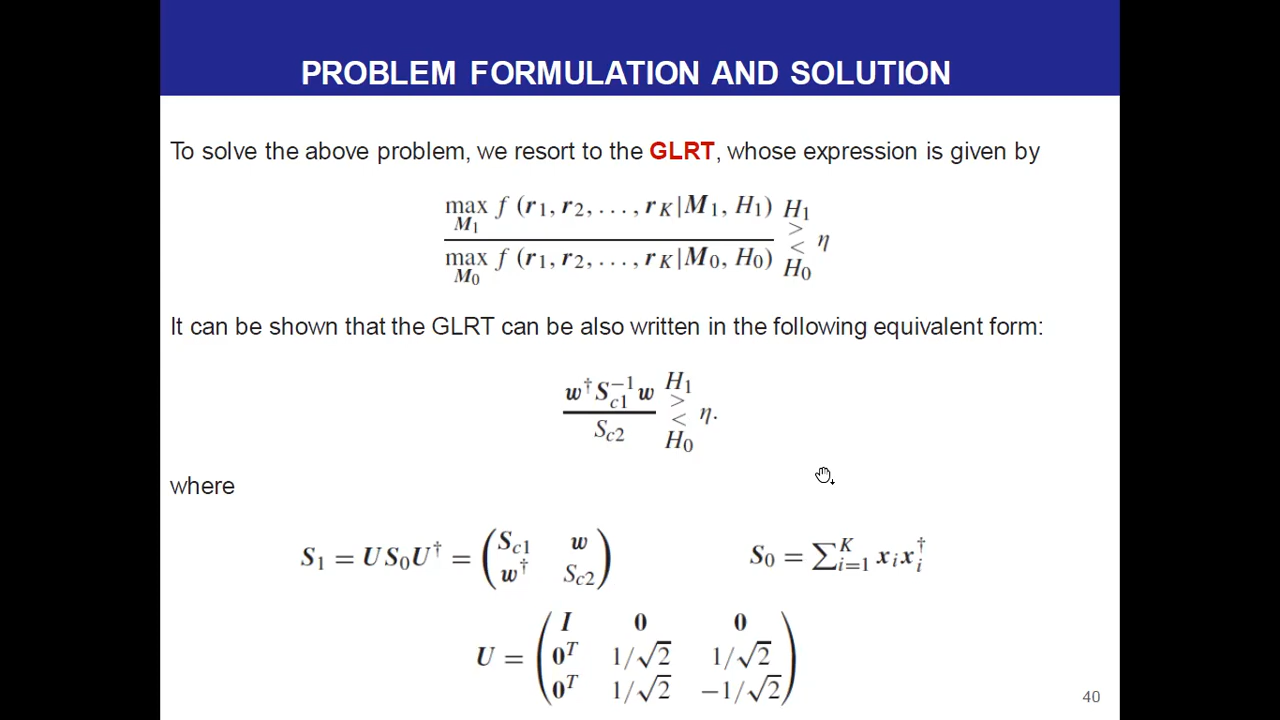 PROBLEM FORMULATION AND SOLUTION
To solve the above problem, we resort to the GLRT, whose expression is given by
max_{M_1} f (r_1, r_2, . . . , r_K | M_1, H_1) / max_{M_0} f (r_1, r_2, . . . , r_K | M_0, H_0) H_1 > < H_0 η
It can be shown that the GLRT can be also written in the following equivalent form:
w^† S_{c1}^{−1} w / S_{c2} H_1 > < H_0 η.
where
S_1 = U S_0 U^† = ( S_{c1} w ; w^† S_{c2} ) S_0 = ∑_{i=1}^{K} x_i x_i^†
U = ( I 0 0 ; 0^T 1/√2 1/√2 ; 0^T 1/√2 −1/√2 )
40